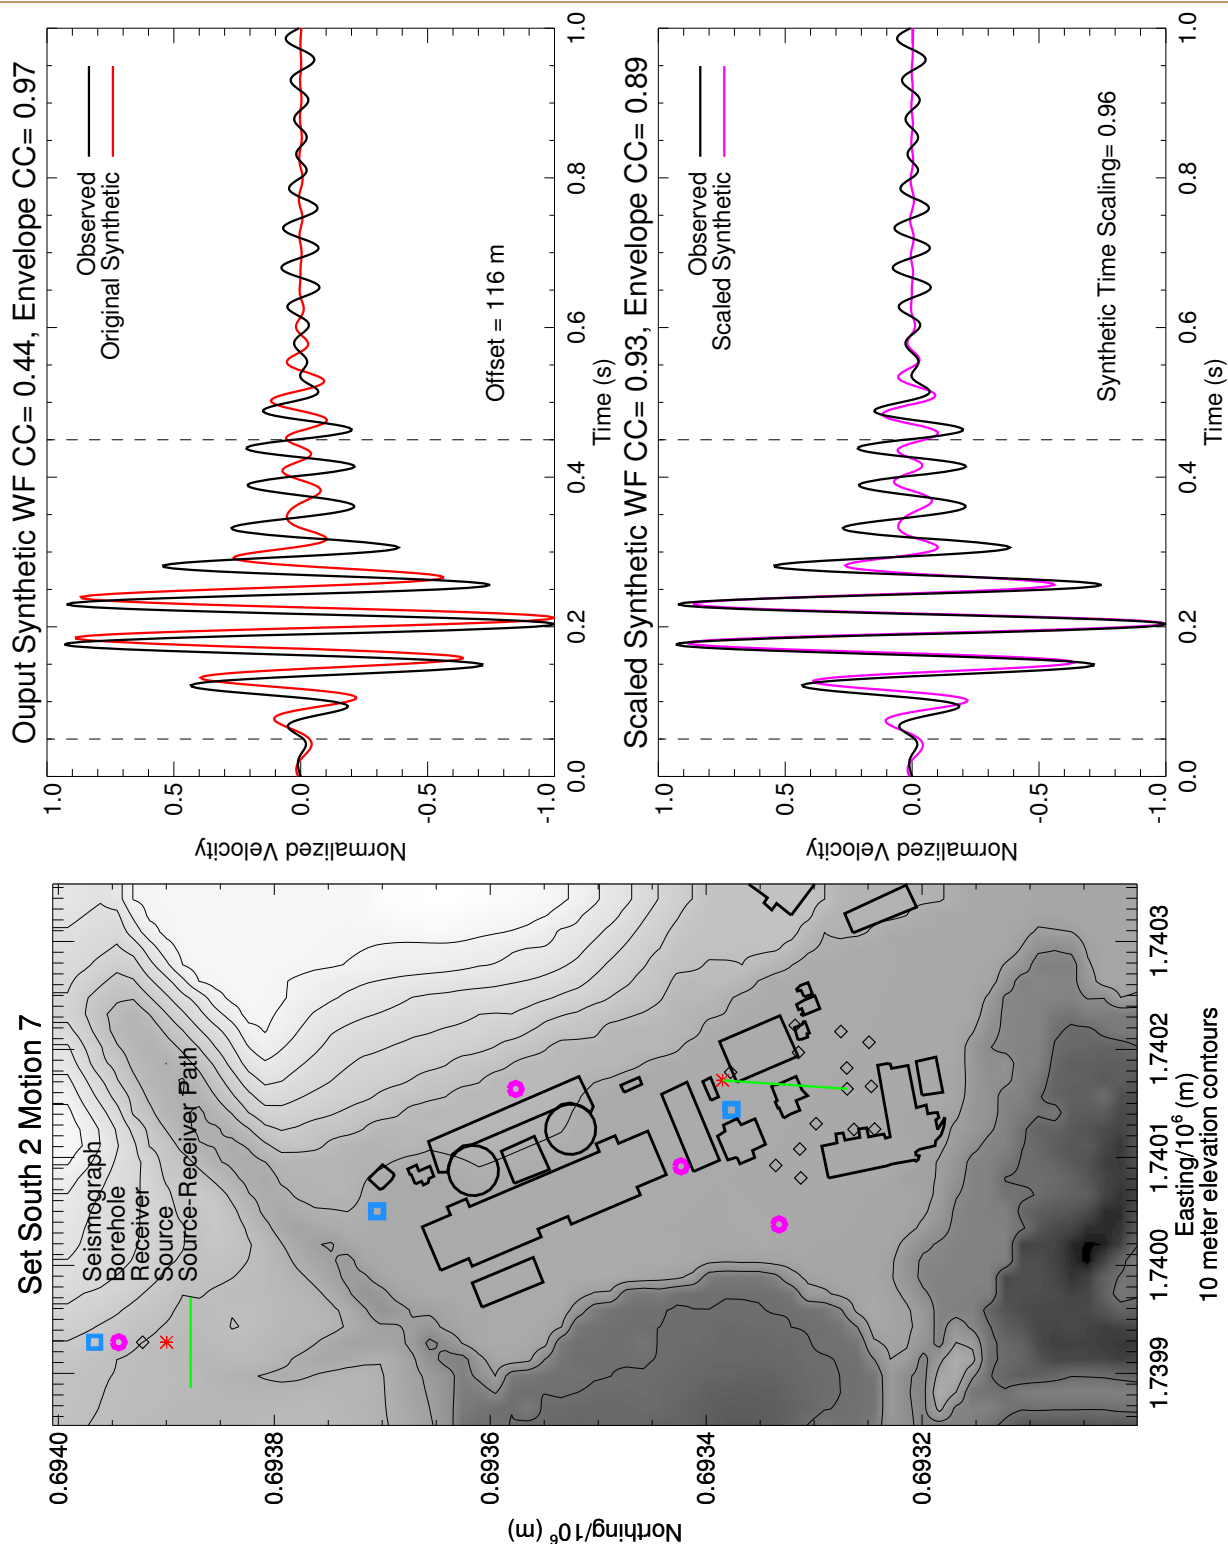 Set South 2 Motion 7
Seismograph
Borehole
Receiver
Source
Source-Receiver Path
0.6940
0.6938
0.6936
0.6934
0.6932
Northing/10⁶ (m)
1.7399
1.7400
1.7401
1.7402
1.7403
Easting/10⁶ (m)
10 meter elevation contours
Ouput Synthetic WF CC= 0.44, Envelope CC= 0.97
Observed
Original Synthetic
Offset = 116 m
1.0
0.5
0.0
-0.5
-1.0
Normalized Velocity
0.0
0.2
0.4
0.6
0.8
1.0
Time (s)
Scaled Synthetic WF CC= 0.93, Envelope CC= 0.89
Observed
Scaled Synthetic
Synthetic Time Scaling= 0.96
1.0
0.5
0.0
-0.5
-1.0
Normalized Velocity
0.0
0.2
0.4
0.6
0.8
1.0
Time (s)